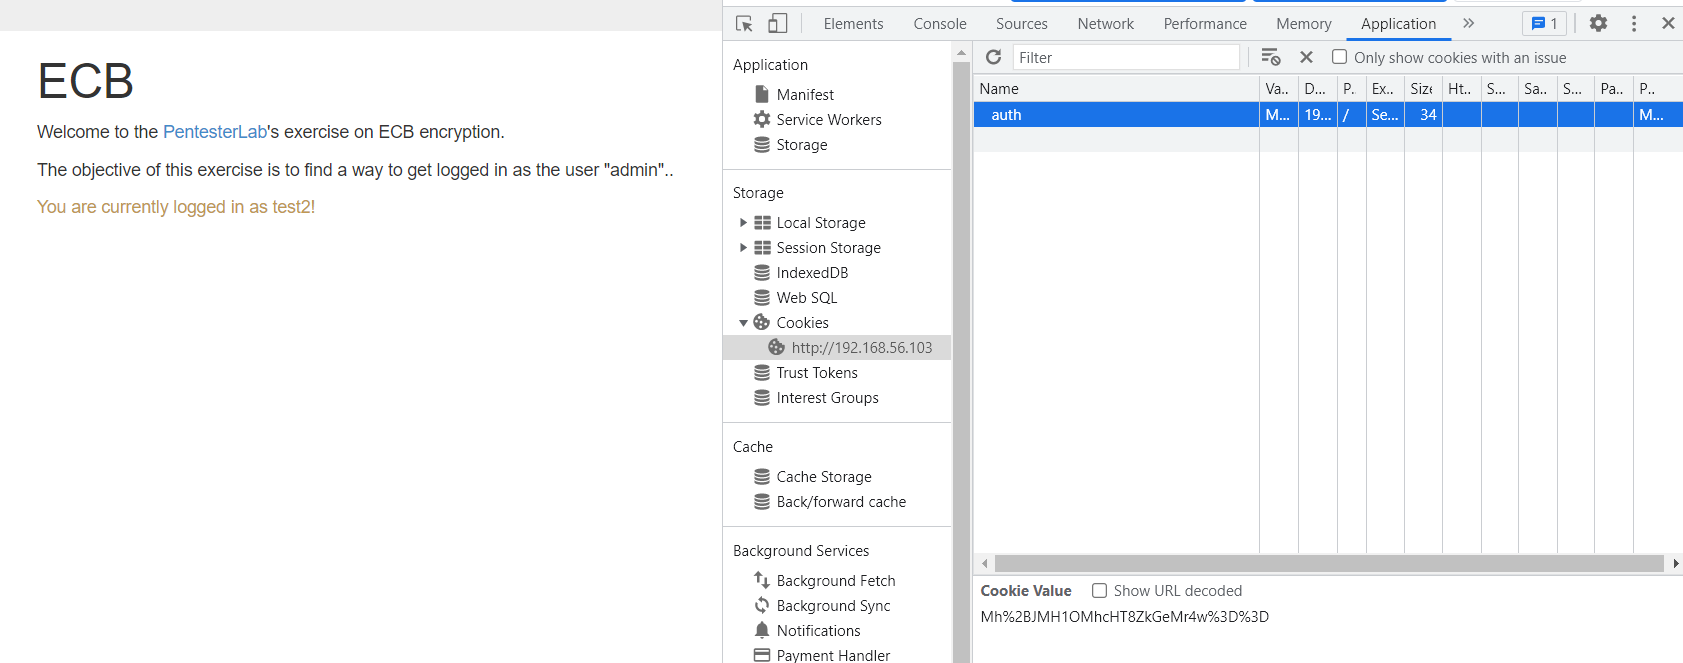 ECB
Welcome to the PentesterLab's exercise on ECB encryption.
The objective of this exercise is to find a way to get logged in as the user "admin"..
You are currently logged in as test2!
Elements Console Sources Network Performance Memory Application 1
Application
Manifest
Service Workers
Storage
Storage
Local Storage
Session Storage
IndexedDB
Web SQL
Cookies
http://192.168.56.103
Trust Tokens
Interest Groups
Cache
Cache Storage
Back/forward cache
Background Services
Background Fetch
Background Sync
Notifications
Payment Handler
Filter Only show cookies with an issue
Name Va.. D... P. Ex.. Size Ht.. S... Sa.. S... Pa.. P..
auth M... 19... / Se... 34 M...
Cookie Value Show URL decoded
Mh%2BJMH1OMhcHT8ZkGeMr4w%3D%3D